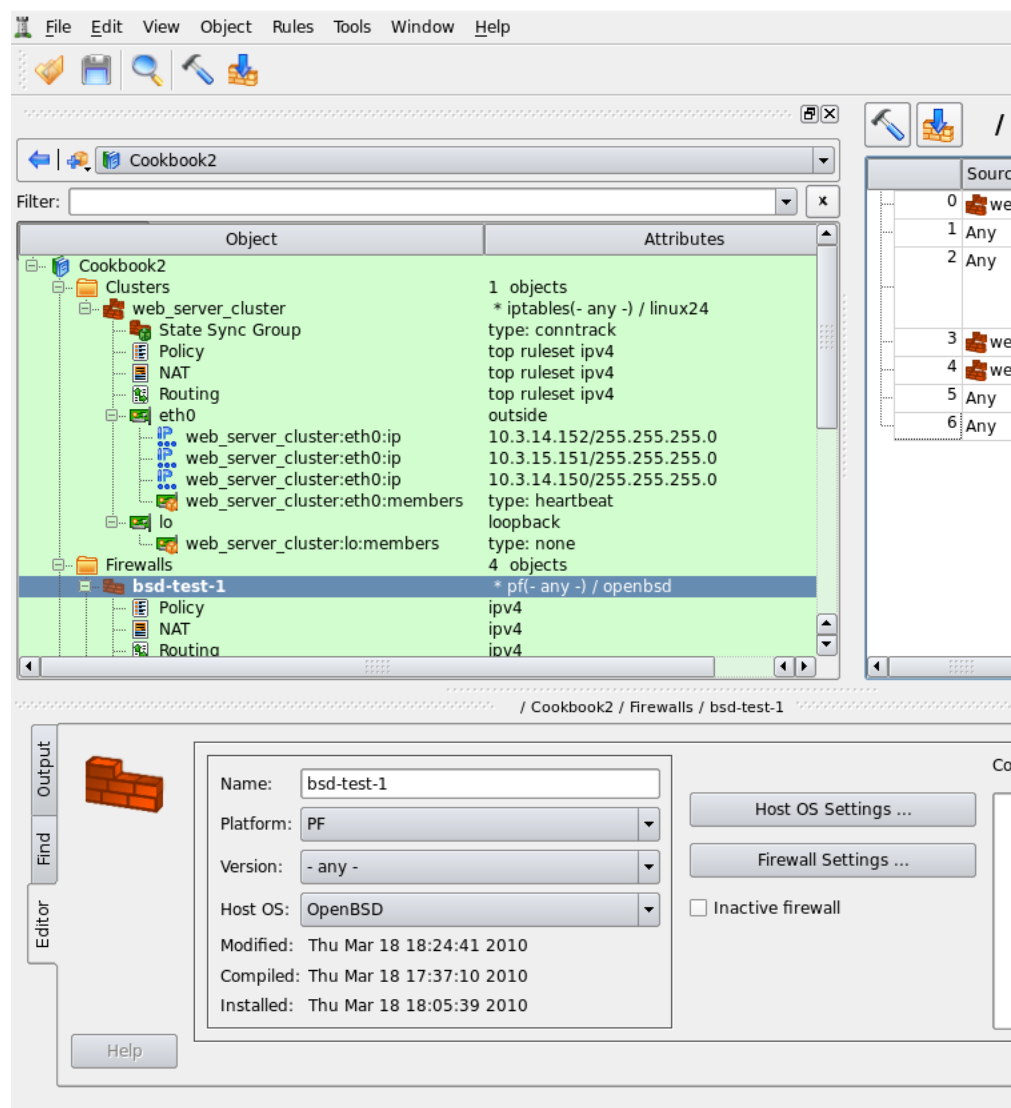 File Edit View Object Rules Tools Window Help
Cookbook2
/
Filter: x
Object Attributes
Cookbook2
Clusters 1 objects
web_server_cluster * iptables(- any -) / linux24
State Sync Group type: conntrack
Policy top ruleset ipv4
NAT top ruleset ipv4
Routing top ruleset ipv4
eth0 outside
web_server_cluster:eth0:ip 10.3.14.152/255.255.255.0
web_server_cluster:eth0:ip 10.3.15.151/255.255.255.0
web_server_cluster:eth0:ip 10.3.14.150/255.255.255.0
web_server_cluster:eth0:members type: heartbeat
lo loopback
web_server_cluster:lo:members type: none
Firewalls 4 objects
bsd-test-1 * pf(- any -) / openbsd
Policy ipv4
NAT ipv4
Routing ipv4
Sourc
0 we
1 Any
2 Any
3 we
4 we
5 Any
6 Any
/ Cookbook2 / Firewalls / bsd-test-1
Output
Find
Editor
Name: bsd-test-1
Platform: PF
Version: - any -
Host OS: OpenBSD
Modified: Thu Mar 18 18:24:41 2010
Compiled: Thu Mar 18 17:37:10 2010
Installed: Thu Mar 18 18:05:39 2010
Host OS Settings ...
Firewall Settings ...
Inactive firewall
Co
Help